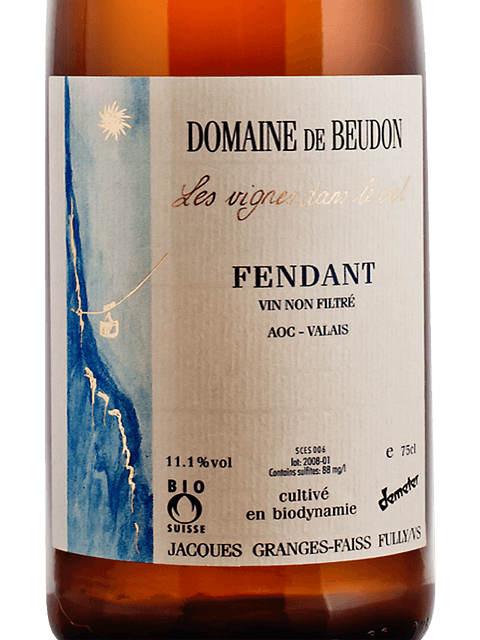 DOMAINE DE BEUDON
Les vignes dans le ciel
FENDANT
VIN NON FILTRÉ
AOC - VALAIS
SCES 006
lot: 2008-01
Contains sulfites: 88 mg/l
e 75cl
11.1% vol
BIO
SUISSE
cultivé
en biodynamie
demeter
JACQUES GRANGES-FAISS FULLY/VS